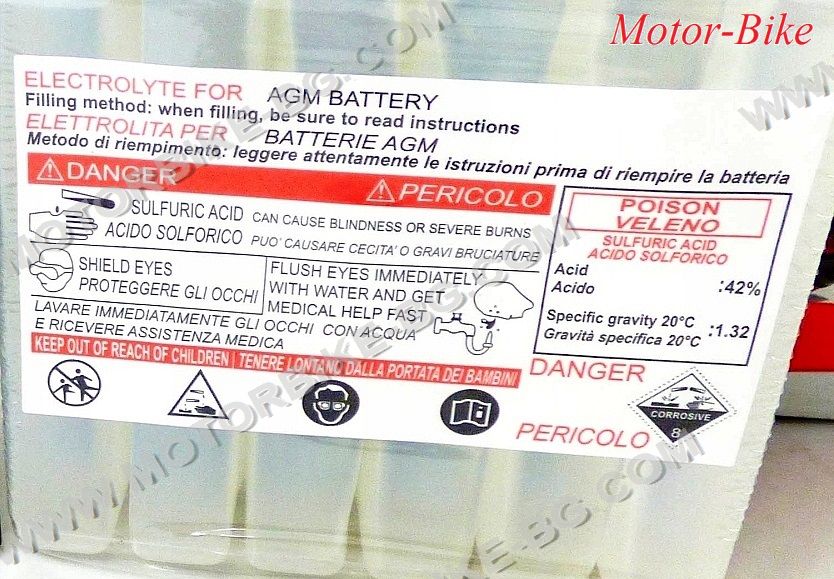 Motor-Bike
ELECTROLYTE FOR AGM BATTERY
Filling method: when filling, be sure to read instructions
ELETTROLITA PER BATTERIE AGM
Metodo di riempimento: leggere attentamente le istruzioni prima di riempire la batteria
DANGER
PERICOLO
SULFURIC ACID CAN CAUSE BLINDNESS OR SEVERE BURNS
ACIDO SOLFORICO PUO' CAUSARE CECITA' O GRAVI BRUCIATURE
SHIELD EYES
PROTEGGERE GLI OCCHI
FLUSH EYES IMMEDIATELY
WITH WATER AND GET
MEDICAL HELP FAST
LAVARE IMMEDIATAMENTE GLI OCCHI CON ACQUA
E RICEVERE ASSISTENZA MEDICA
KEEP OUT OF REACH OF CHILDREN TENERE LONTANO DALLA PORTATA DEI BAMBINI
POISON
VELENO
SULFURIC ACID
ACIDO SOLFORICO
Acid
Acido :42%
Specific gravity 20°C
Gravità specifica 20°C :1.32
DANGER
CORROSIVE
8
PERICOLO
WWW.MOTORBIKE-BG.COM
WWW.MOTORBIKE-BG.COM